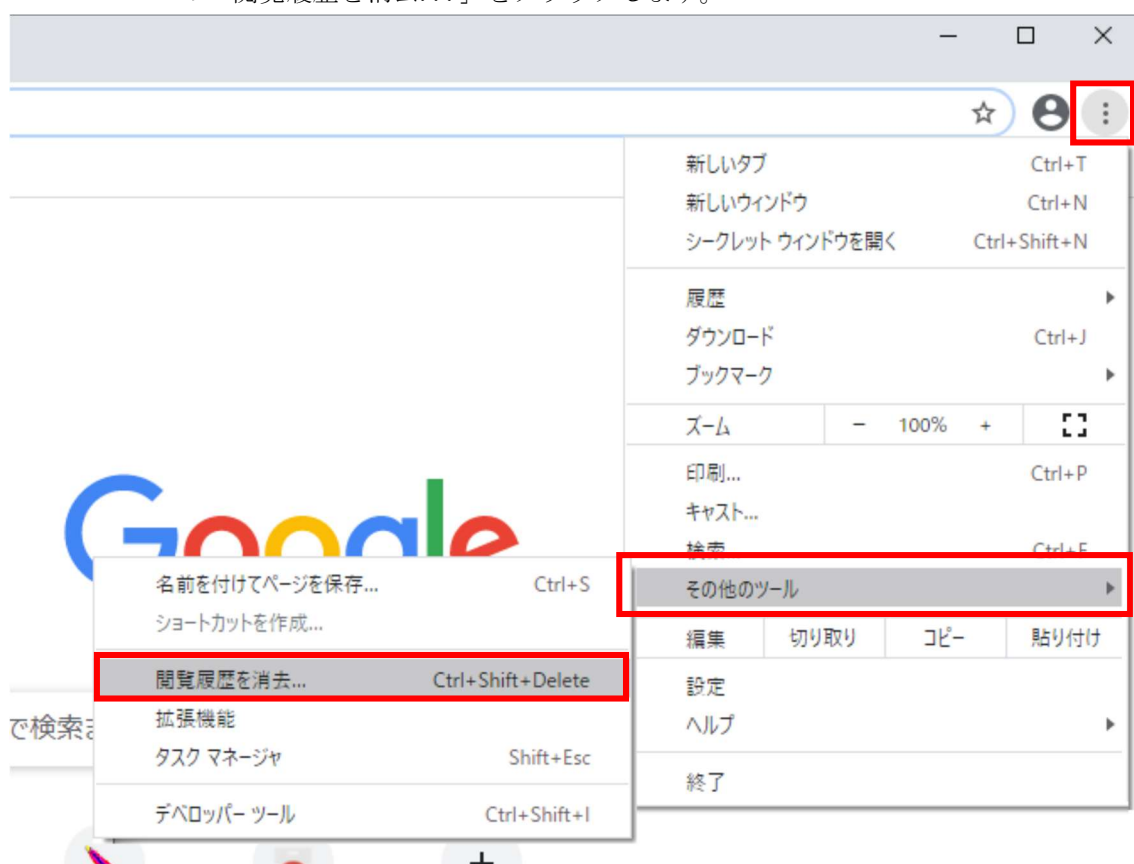 新しいタブ Ctrl+T
新しいウィンドウ Ctrl+N
シークレット ウィンドウを開く Ctrl+Shift+N
履歴
ダウンロード Ctrl+J
ブックマーク
ズーム － 100% +
印刷... Ctrl+P
キャスト...
検索... Ctrl+F
その他のツール
編集 切り取り コピー 貼り付け
設定
ヘルプ
終了
Google
名前を付けてページを保存... Ctrl+S
ショートカットを作成...
閲覧履歴を消去... Ctrl+Shift+Delete
拡張機能
タスク マネージャ Shift+Esc
デベロッパー ツール Ctrl+Shift+I
で検索